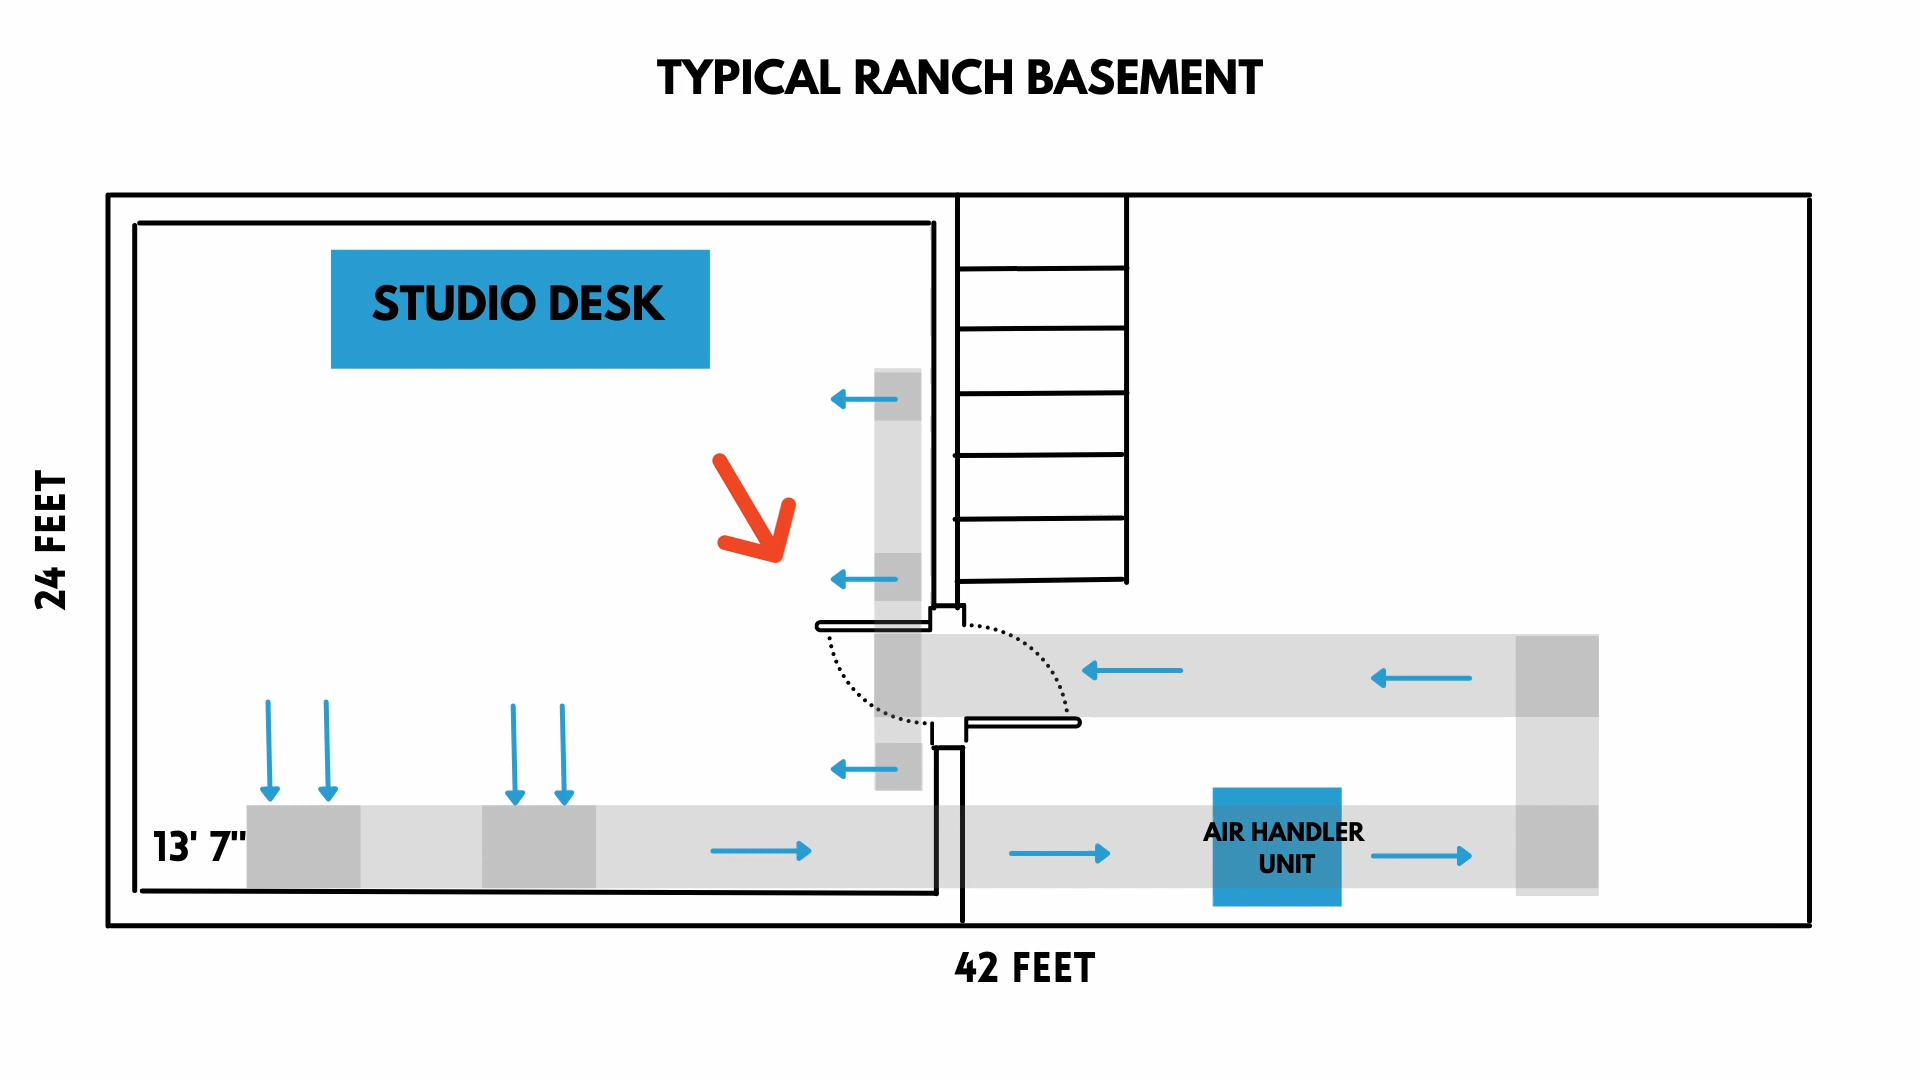 TYPICAL RANCH BASEMENT
STUDIO DESK
24 FEET
13' 7"
AIR HANDLER
UNIT
42 FEET